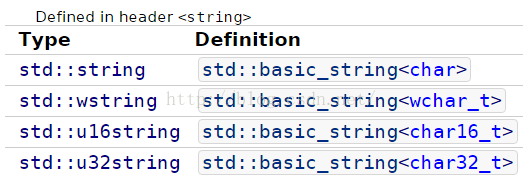 Defined in header <string>
Type Definition
std::string std::basic_string<char>
std::wstring std::basic_string<wchar_t>
std::u16string std::basic_string<char16_t>
std::u32string std::basic_string<char32_t>